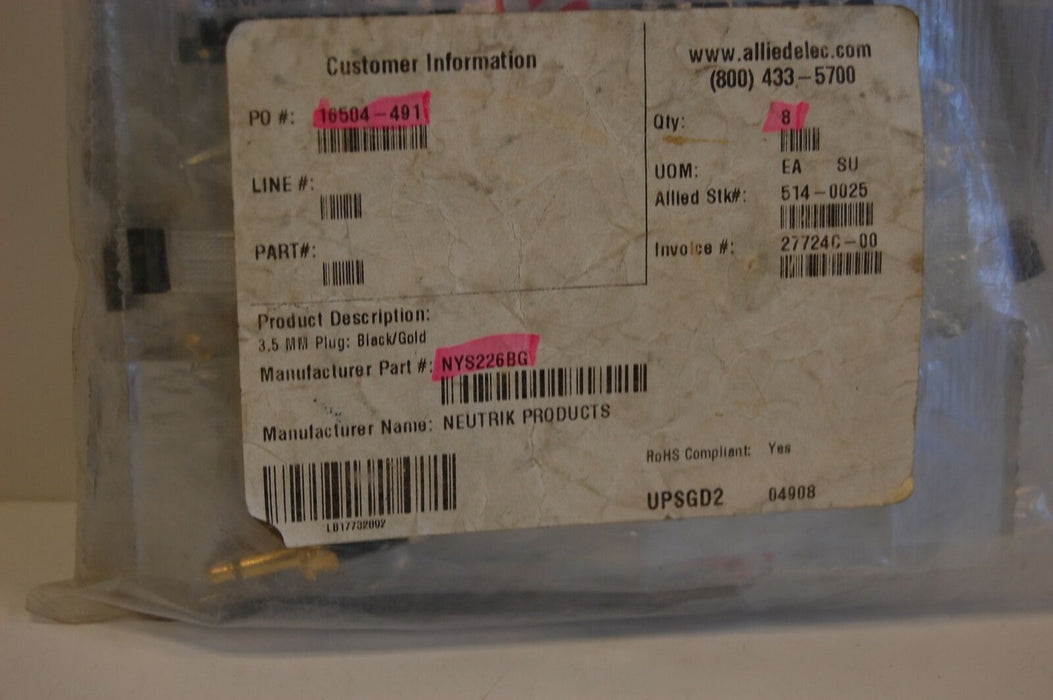 Customer Information
PO #: 16504-491
LINE #:
PART#:
www.alliedelec.com
(800) 433-5700
Qty: 8
UOM: EA SU
Allied Stk#: 514-0025
Invoice #: 27724C-00
Product Description:
3.5 MM Plug: Black/Gold
Manufacturer Part #: NYS226BG
Manufacturer Name: NEUTRIK PRODUCTS
LB17732892
RoHS Compliant: Yes
UPSGD2 04908